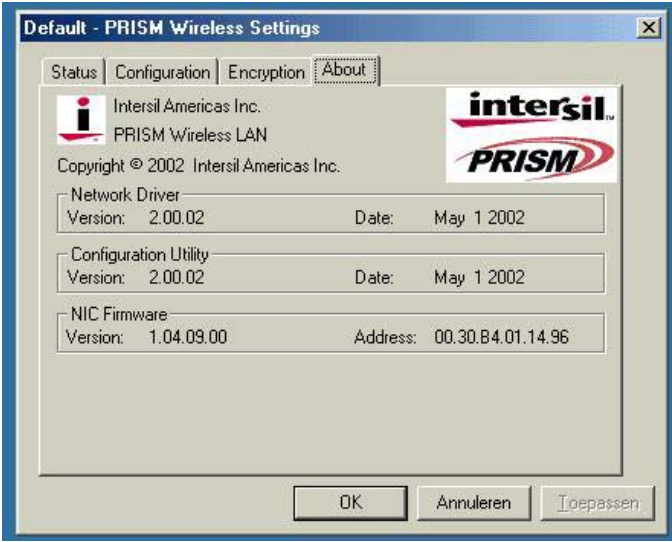 Default - PRISM Wireless Settings
Status Configuration Encryption About
Intersil Americas Inc.
PRISM Wireless LAN
Copyright © 2002 Intersil Americas Inc.
intersil™
PRISM
Network Driver
Version: 2.00.02 Date: May 1 2002
Configuration Utility
Version: 2.00.02 Date: May 1 2002
NIC Firmware
Version: 1.04.09.00 Address: 00.30.B4.01.14.96
OK Annuleren Toepassen